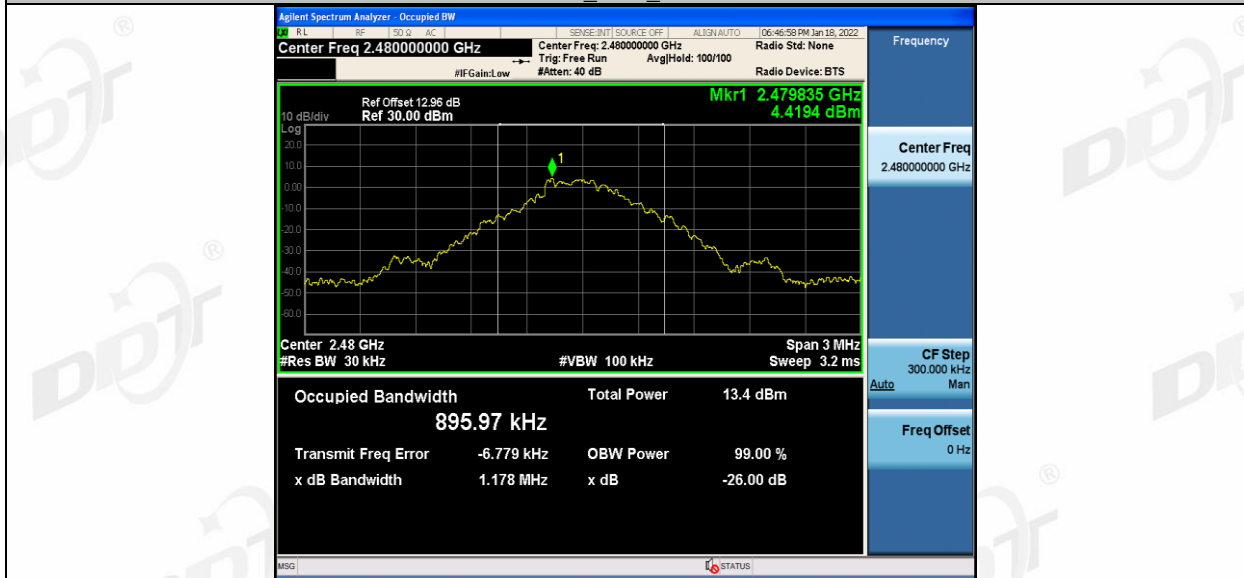 Agilent Spectrum Analyzer - Occupied BW
RL RF 50 Ω AC SENSE:INT SOURCE OFF ALIGN AUTO 06:46:58 PM Jan 18, 2022
Center Freq 2.480000000 GHz Center Freq: 2.480000000 GHz Radio Std: None Frequency
Trig: Free Run Avg|Hold: 100/100
#IFGain:Low #Atten: 40 dB Radio Device: BTS
Mkr1 2.479835 GHz
4.4194 dBm
Ref Offset 12.96 dB
10 dB/div Ref 30.00 dBm
Log
20.0
10.0
0.00
-10.0
-20.0
-30.0
-40.0
-50.0
-60.0
1
Center Freq
2.480000000 GHz
Center 2.48 GHz Span 3 MHz
#Res BW 30 kHz #VBW 100 kHz Sweep 3.2 ms
CF Step
300.000 kHz
Auto Man
Occupied Bandwidth Total Power 13.4 dBm
895.97 kHz
Freq Offset
0 Hz
Transmit Freq Error -6.779 kHz OBW Power 99.00 %
x dB Bandwidth 1.178 MHz x dB -26.00 dB
MSG STATUS
DDT
®